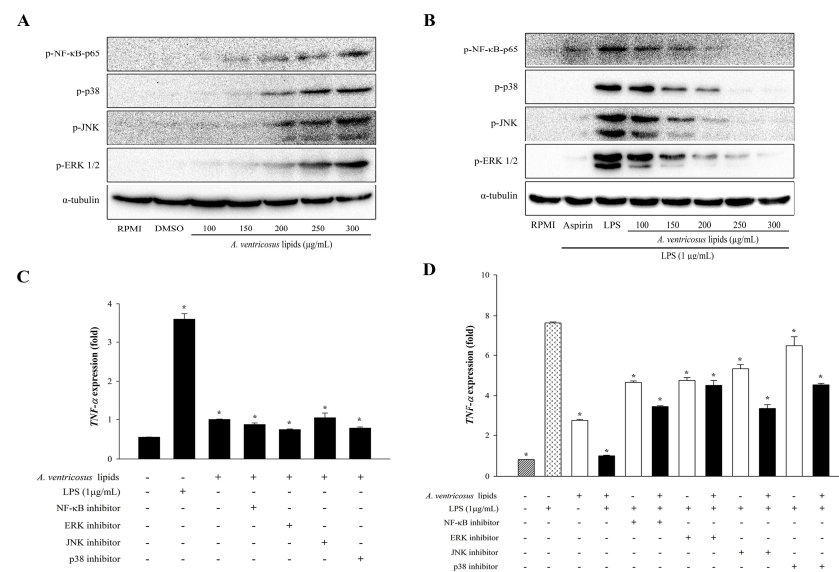 A
p-NF-κB-p65
p-p38
p-JNK
p-ERK 1/2
α-tubulin
RPMI DMSO 100 150 200 250 300
A. ventricosus lipids (µg/mL)
B
p-NF-κB-p65
p-p38
p-JNK
p-ERK 1/2
α-tubulin
RPMI Aspirin LPS 100 150 200 250 300
A. ventricosus lipids (µg/mL)
LPS (1 µg/mL)
C
TNF-α expression (fold)
4
3
2
1
0
* * * * * *
A. ventricosus lipids - - + + + + +
LPS (1µg/mL) - + - - - - -
NF-κB inhibitor - - - + - - -
ERK inhibitor - - - - + - -
JNK inhibitor - - - - - + -
p38 inhibitor - - - - - - +
D
TNF-α expression (fold)
10
8
6
4
2
0
* * * * * * * * * * *
A. ventricosus lipids - - + + - + - + - + - +
LPS (1µg/mL) - + - + + + + + + + + +
NF-κB inhibitor - - - - + + - - - - - -
ERK inhibitor - - - - - - + + - - - -
JNK inhibitor - - - - - - - - + + - -
p38 inhibitor - - - - - - - - - - + +